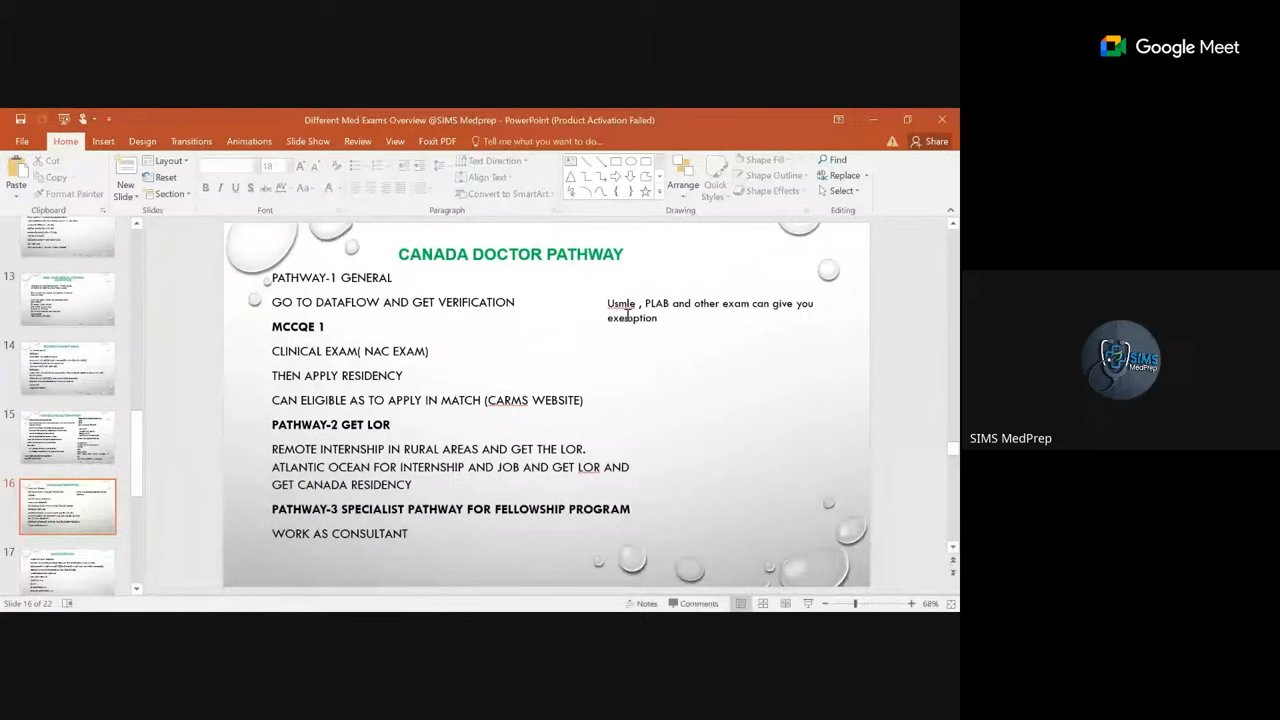 Google Meet
Different Med Exams Overview @SIMS Medprep - PowerPoint (Product Activation Failed)
File Home Insert Design Transitions Animations Slide Show Review View Foxit PDF Tell me what you want to do... Share
Paste Cut Copy Format Painter Clipboard
New Slide Layout Reset Section Slides
18 Font
Text Direction Align Text Convert to SmartArt Paragraph
Arrange Quick Styles Shape Fill Shape Outline Shape Effects Drawing
Find Replace Select Editing
13
14
15
16
17
CANADA DOCTOR PATHWAY
PATHWAY-1 GENERAL
GO TO DATAFLOW AND GET VERIFICATION
MCCQE 1
CLINICAL EXAM( NAC EXAM)
THEN APPLY RESIDENCY
CAN ELIGIBLE AS TO APPLY IN MATCH (CARMS WEBSITE)
PATHWAY-2 GET LOR
REMOTE INTERNSHIP IN RURAL AREAS AND GET THE LOR.
ATLANTIC OCEAN FOR INTERNSHIP AND JOB AND GET LOR AND
GET CANADA RESIDENCY
PATHWAY-3 SPECIALIST PATHWAY FOR FELLOWSHIP PROGRAM
WORK AS CONSULTANT
Usmle , PLAB and other exam can give you
exemption
Slide 16 of 22 Notes Comments 68%
SIMS
MedPrep
SIMS MedPrep